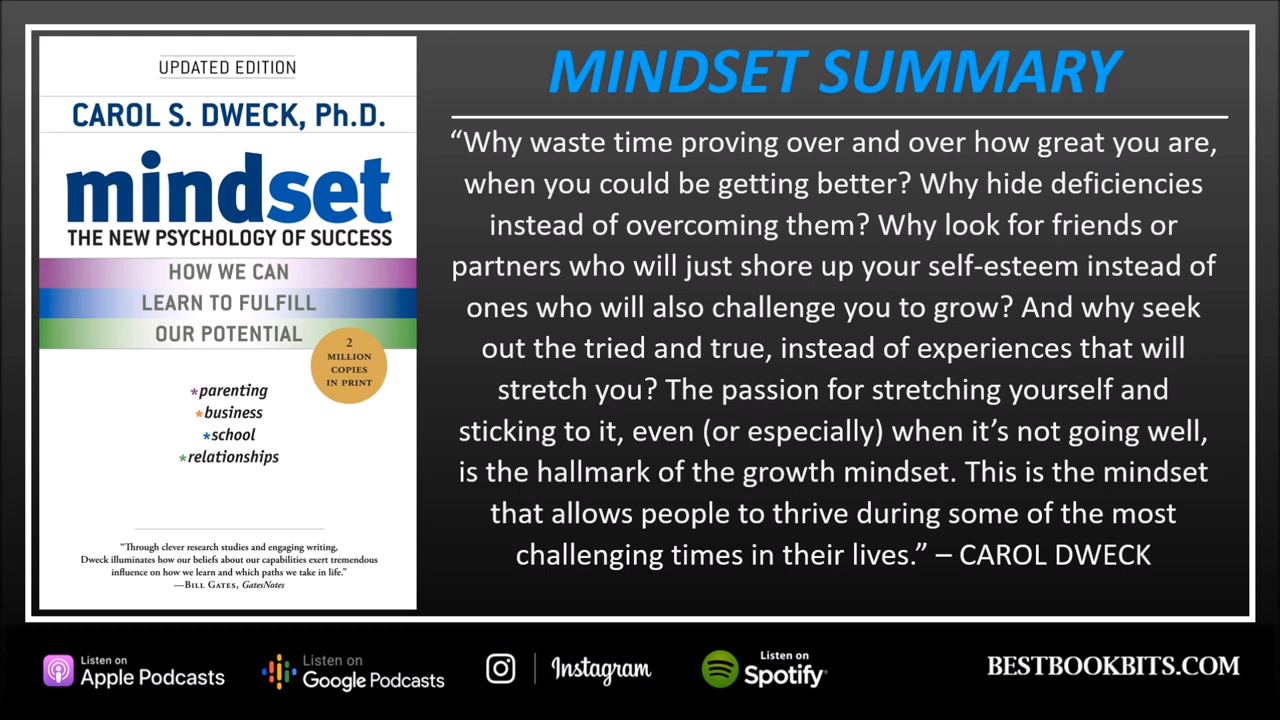 UPDATED EDITION
CAROL S. DWECK, Ph.D.
mindset
THE NEW PSYCHOLOGY OF SUCCESS
HOW WE CAN
LEARN TO FULFILL
OUR POTENTIAL
2
MILLION
COPIES
IN PRINT
*parenting
*business
*school
*relationships
“Through clever research studies and engaging writing,
Dweck illuminates how our beliefs about our capabilities exert tremendous
influence on how we learn and which paths we take in life.”
—BILL GATES, GatesNotes
MINDSET SUMMARY
“Why waste time proving over and over how great you are,
when you could be getting better? Why hide deficiencies
instead of overcoming them? Why look for friends or
partners who will just shore up your self-esteem instead of
ones who will also challenge you to grow? And why seek
out the tried and true, instead of experiences that will
stretch you? The passion for stretching yourself and
sticking to it, even (or especially) when it’s not going well,
is the hallmark of the growth mindset. This is the mindset
that allows people to thrive during some of the most
challenging times in their lives.” – CAROL DWECK
Listen on
Apple Podcasts
Listen on
Google Podcasts
Instagram
Listen on
Spotify
BESTBOOKBITS.COM